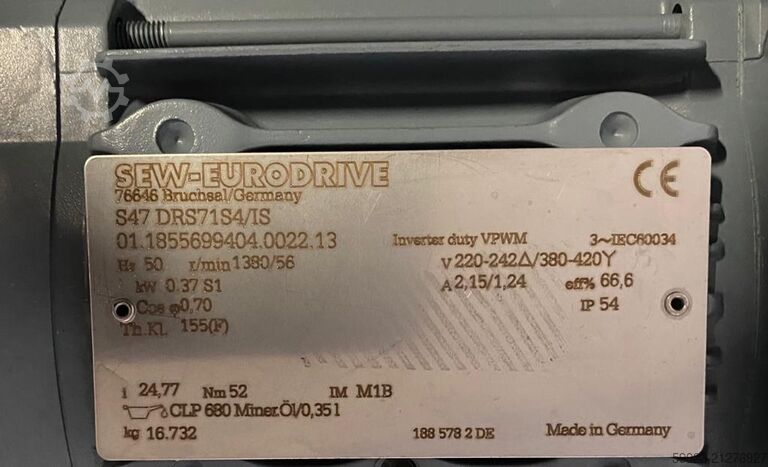 SEW-EURODRIVE
76646 Bruchsal/Germany
CE
S47 DRS71S4/IS
01.1855699404.0022.13
Inverter duty VPWM
3~IEC60034
Hz 50 r/min 1380/56
V 220-242Δ/380-420Y
kW 0.37 S1
A 2,15/1,24 eff% 66,6
Cos φ 0,70
IP 54
Th.Kl. 155(F)
i 24,77 Nm 52 IM M1B
CLP 680 Miner.Öl/0,35 l
kg 16.732
188 578 2 DE
Made in Germany